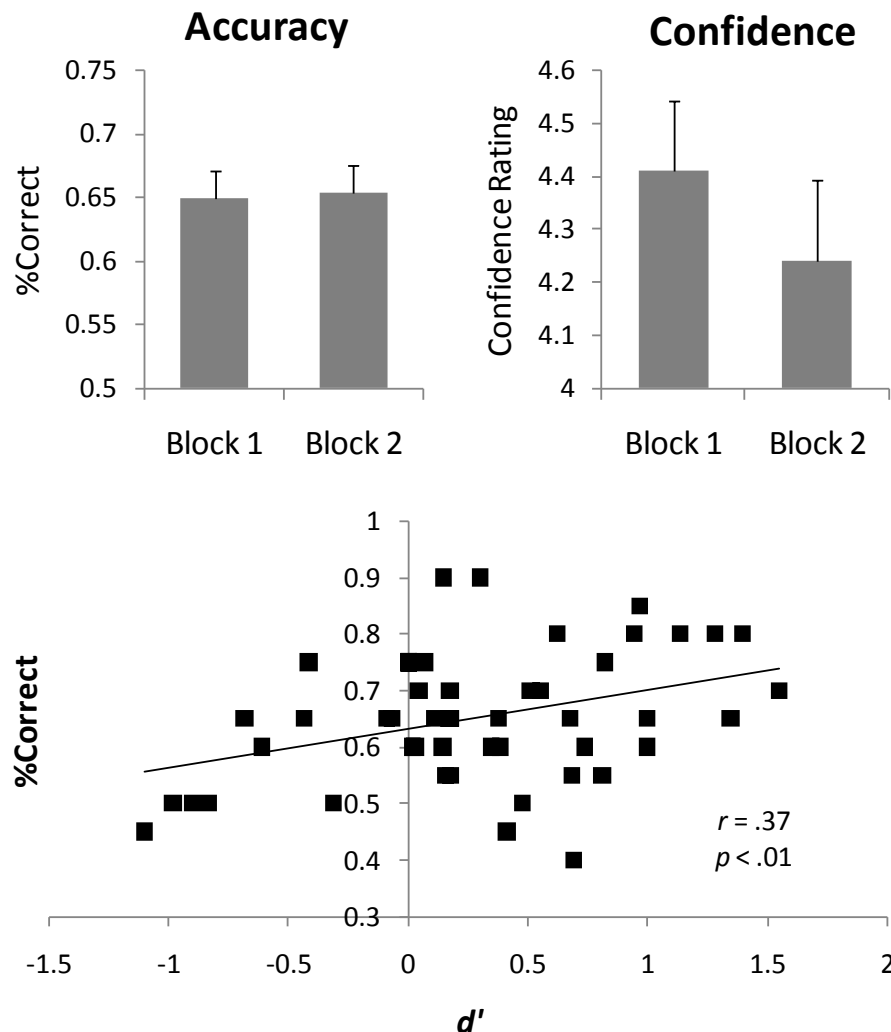 Accuracy
%Correct
0.75
0.7
0.65
0.6
0.55
0.5
Block 1 Block 2
Confidence
Confidence Rating
4.6
4.5
4.4
4.3
4.2
4.1
4
Block 1 Block 2
%Correct
1
0.9
0.8
0.7
0.6
0.5
0.4
0.3
r = .37
p < .01
-1.5 -1 -0.5 0 0.5 1 1.5 2
d'